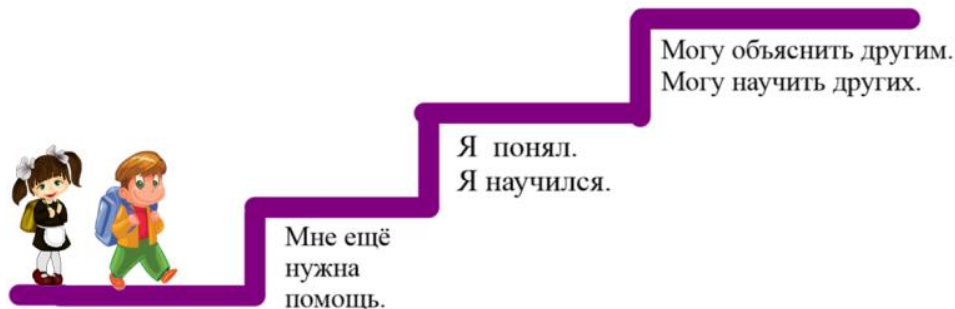 Могу объяснить другим.
Могу научить других.
Я понял.
Я научился.
Мне ещё
нужна
помощь.